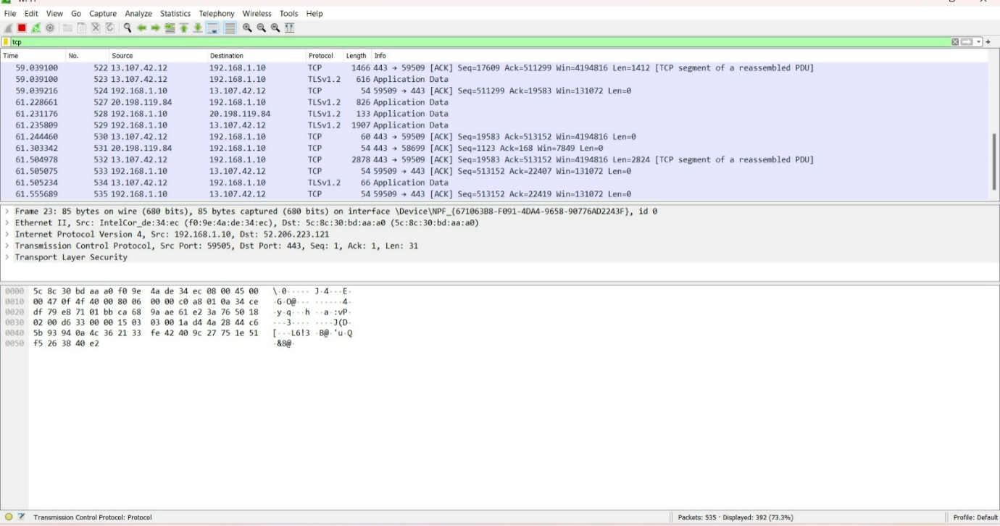 File Edit View Go Capture Analyze Statistics Telephony Wireless Tools Help
tcp
Time No. Source Destination Protocol Length Info
59.039100 522 13.107.42.12 192.168.1.10 TCP 1466 443 → 59509 [ACK] Seq=17609 Ack=511299 Win=4194816 Len=1412 [TCP segment of a reassembled PDU]
59.039100 523 13.107.42.12 192.168.1.10 TLSv1.2 616 Application Data
59.039216 524 192.168.1.10 13.107.42.12 TCP 54 59509 → 443 [ACK] Seq=511299 Ack=19583 Win=131072 Len=0
61.228661 527 20.198.119.84 192.168.1.10 TLSv1.2 826 Application Data
61.231176 528 192.168.1.10 20.198.119.84 TLSv1.2 133 Application Data
61.235809 529 192.168.1.10 13.107.42.12 TLSv1.2 1907 Application Data
61.244460 530 13.107.42.12 192.168.1.10 TCP 60 443 → 59509 [ACK] Seq=19583 Ack=513152 Win=4194816 Len=0
61.303342 531 20.198.119.84 192.168.1.10 TCP 54 443 → 58699 [ACK] Seq=1123 Ack=168 Win=7849 Len=0
61.504978 532 13.107.42.12 192.168.1.10 TCP 2878 443 → 59509 [ACK] Seq=19583 Ack=513152 Win=4194816 Len=2824 [TCP segment of a reassembled PDU]
61.505075 533 192.168.1.10 13.107.42.12 TCP 54 59509 → 443 [ACK] Seq=513152 Ack=22407 Win=131072 Len=0
61.505234 534 13.107.42.12 192.168.1.10 TLSv1.2 66 Application Data
61.555689 535 192.168.1.10 13.107.42.12 TCP 54 59509 → 443 [ACK] Seq=513152 Ack=22419 Win=131072 Len=0
> Frame 23: 85 bytes on wire (680 bits), 85 bytes captured (680 bits) on interface \Device\NPF_{671063B8-F091-4DA4-9658-90776AD2243F}, id 0
> Ethernet II, Src: IntelCor_de:34:ec (f0:9e:4a:de:34:ec), Dst: 5c:8c:30:bd:aa:a0 (5c:8c:30:bd:aa:a0)
> Internet Protocol Version 4, Src: 192.168.1.10, Dst: 52.206.223.121
> Transmission Control Protocol, Src Port: 59505, Dst Port: 443, Seq: 1, Ack: 1, Len: 31
> Transport Layer Security
0000 5c 8c 30 bd aa a0 f0 9e 4a de 34 ec 08 00 45 00 \·0····· J·4···E·
0010 00 47 0f 4f 40 00 80 06 00 00 c0 a8 01 0a 34 ce ·G·O@··· ······4·
0020 df 79 e8 71 01 bb ca 68 9a ae 61 e2 3a 76 50 18 ·y·q···h ··a·:vP·
0030 02 00 d6 33 00 00 15 03 03 00 1a d4 4a 28 44 c6 ···3···· ····J(D·
0040 5b 93 94 0a 4c 36 21 33 fe 42 40 9c 27 75 1e 51 [···L6!3 ·B@·'u·Q
0050 f5 26 38 40 e2 ·&8@·
Transmission Control Protocol: Protocol Packets: 535 · Displayed: 392 (73.3%) Profile: Default